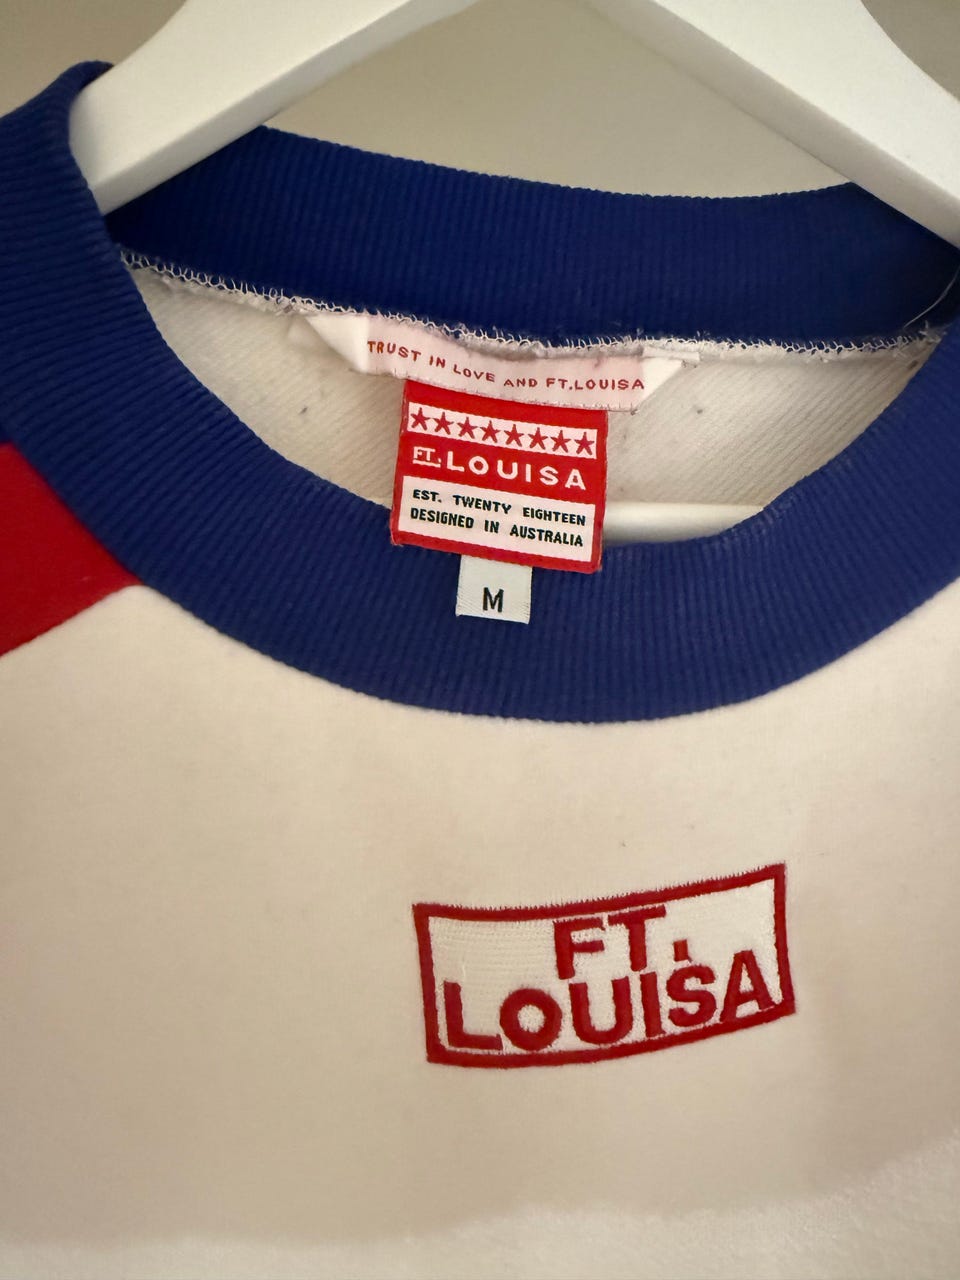 TRUST IN LOVE AND FT.LOUISA
FT. LOUISA
EST. TWENTY EIGHTEEN
DESIGNED IN AUSTRALIA
M
FT.
LOUISA